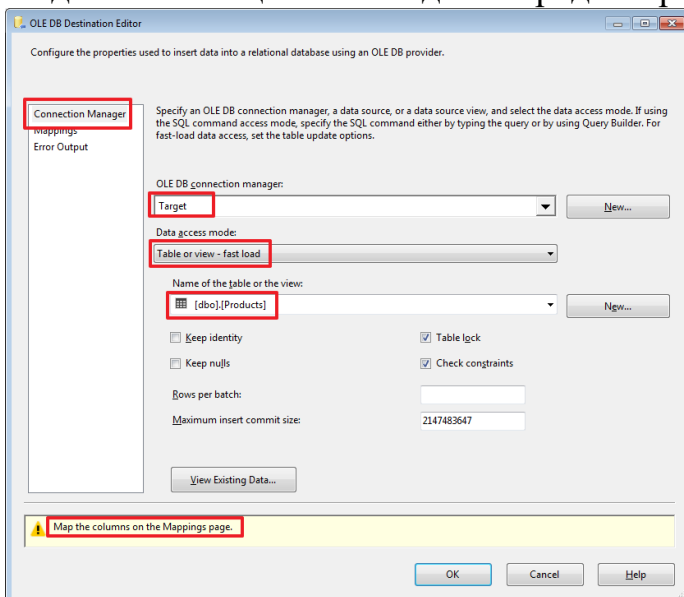 OLE DB Destination Editor
Configure the properties used to insert data into a relational database using an OLE DB provider.
Connection Manager
Mappings
Error Output
Specify an OLE DB connection manager, a data source, or a data source view, and select the data access mode. If using
the SQL command access mode, specify the SQL command either by typing the query or by using Query Builder. For
fast-load data access, set the table update options.
OLE DB connection manager:
Target
New...
Data access mode:
Table or view - fast load
Name of the table or the view:
[dbo].[Products]
New...
Keep identity
Table lock
Keep nulls
Check constraints
Rows per batch:
Maximum insert commit size:
2147483647
View Existing Data...
Map the columns on the Mappings page.
OK
Cancel
Help